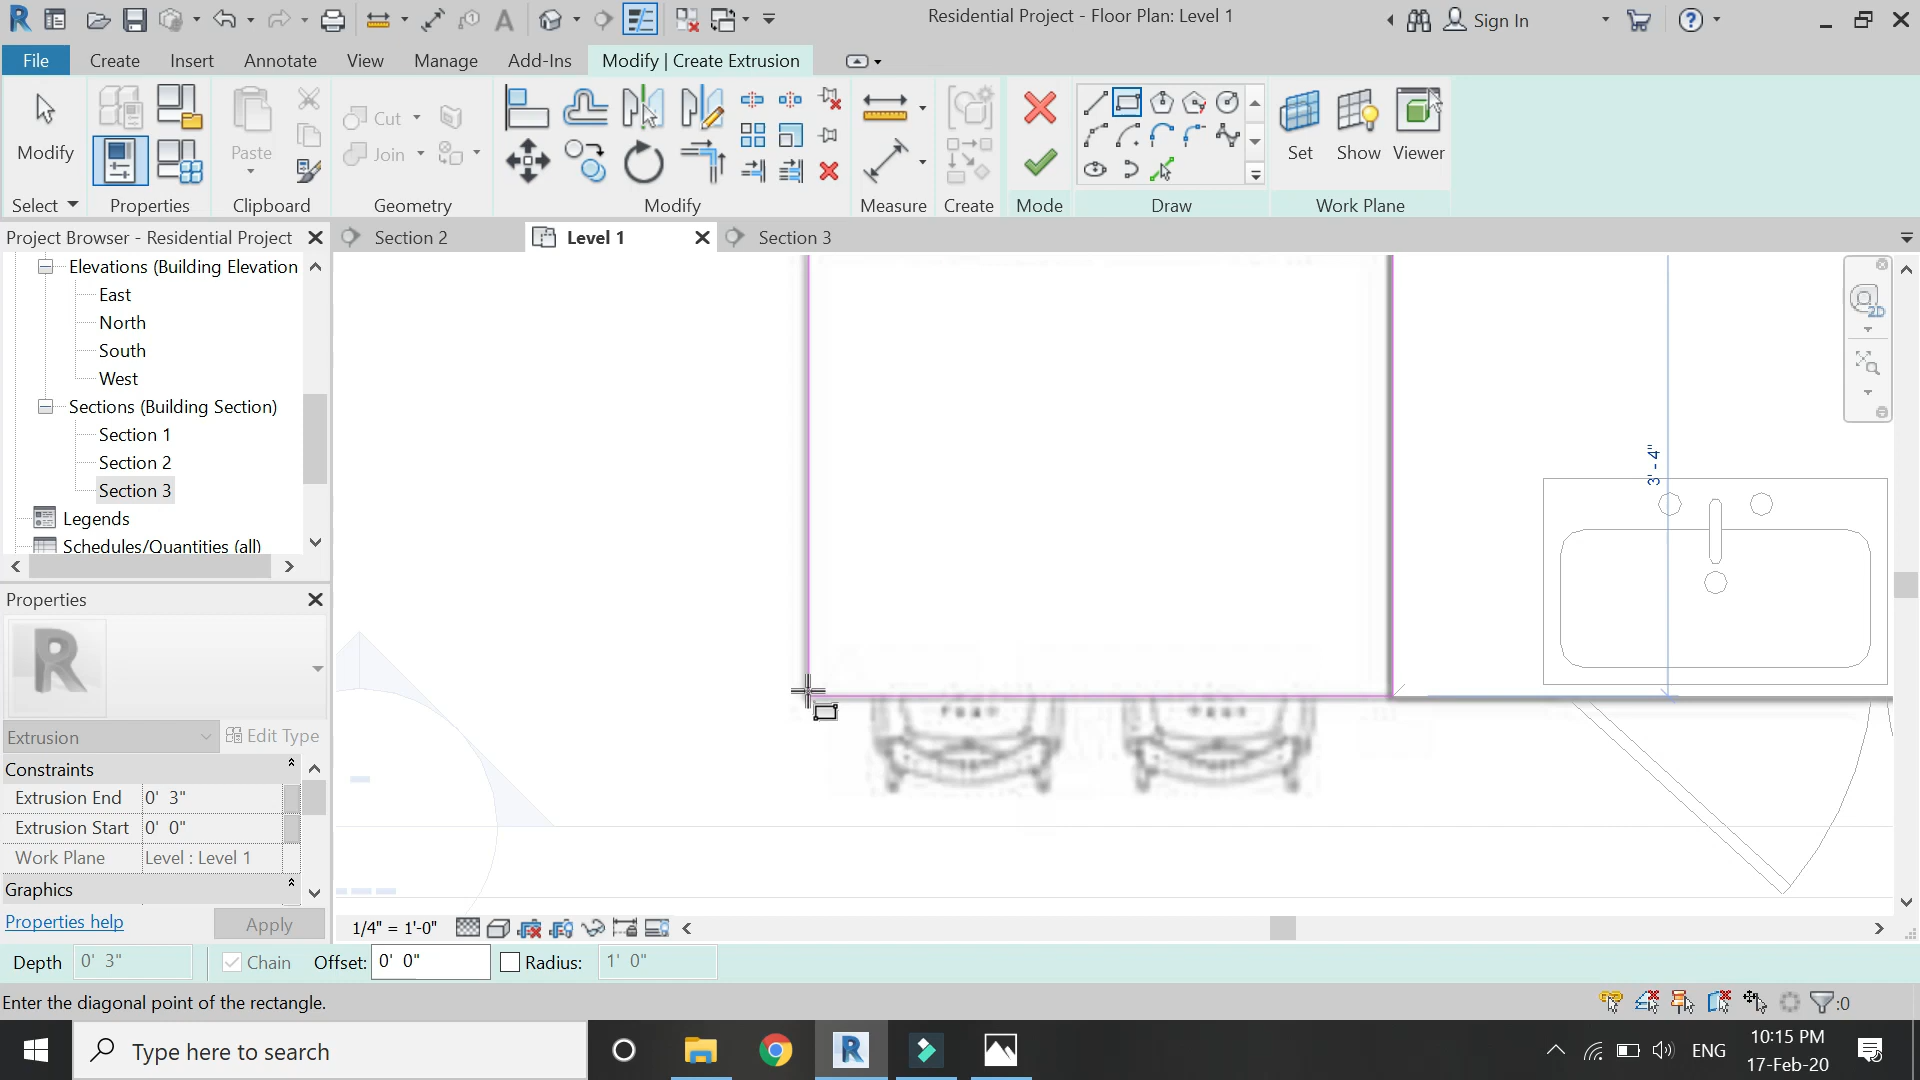 Residential Project - Floor Plan: Level 1
Sign In
File
Create
Insert
Annotate
View
Manage
Add-Ins
Modify | Create Extrusion
Modify
Paste
Cut
Join
Set
Show
Viewer
Select
Properties
Clipboard
Geometry
Modify
Measure
Create
Mode
Draw
Work Plane
Project Browser - Residential Project
Section 2
Level 1
Section 3
Elevations (Building Elevation
East
North
South
West
Sections (Building Section)
Section 1
Section 2
Section 3
Legends
Schedules/Quantities (all)
3' - 4"
2D
Properties
R
Extrusion
Edit Type
Constraints
Extrusion End 0' 3"
Extrusion Start 0' 0"
Work Plane Level : Level 1
Graphics
Properties help
Apply
1/4" = 1'-0"
Depth 0' 3"
Chain
Offset: 0' 0"
Radius: 1' 0"
Enter the diagonal point of the rectangle.
:0
Type here to search
ENG
10:15 PM
17-Feb-20